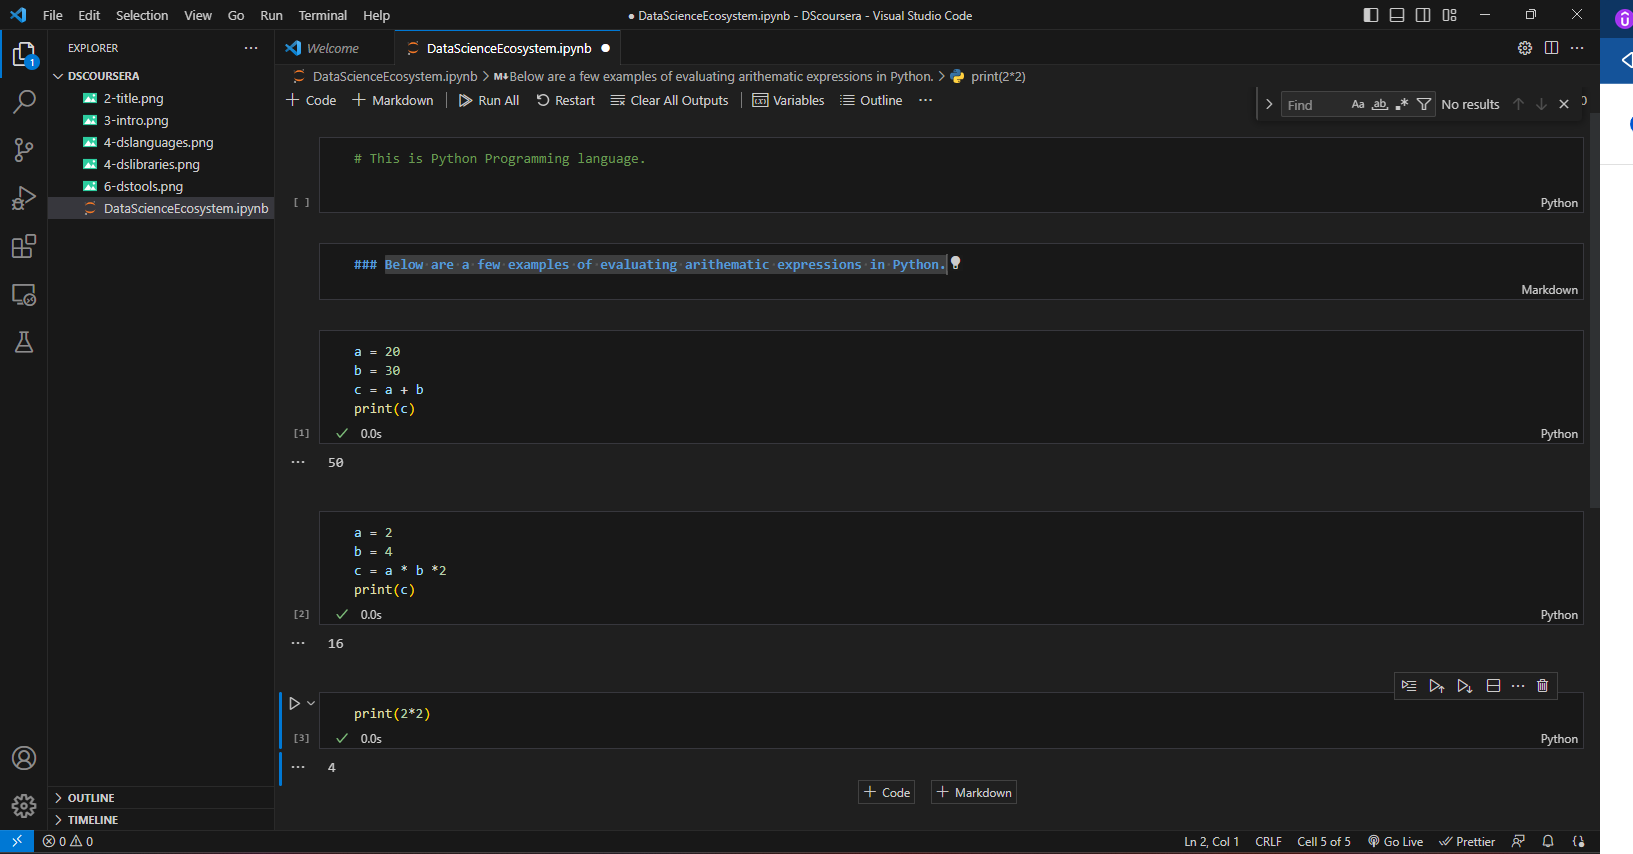 File Edit Selection View Go Run Terminal Help
● DataScienceEcosystem.ipynb - DScoursera - Visual Studio Code
1
EXPLORER
DSCOURSERA
2-title.png
3-intro.png
4-dslanguages.png
4-dslibraries.png
6-dstools.png
DataScienceEcosystem.ipynb
OUTLINE
TIMELINE
Welcome
DataScienceEcosystem.ipynb
DataScienceEcosystem.ipynb > M↓Below are a few examples of evaluating arithematic expressions in Python. > print(2*2)
+ Code + Markdown Run All Restart Clear All Outputs Variables Outline ...
Find Aa ab No results
# This is Python Programming language.
[ ]
Python
### Below are a few examples of evaluating arithematic expressions in Python.
Markdown
a = 20
b = 30
c = a + b
print(c)
[1] 0.0s
Python
50
a = 2
b = 4
c = a * b *2
print(c)
[2] 0.0s
Python
16
print(2*2)
[3] 0.0s
Python
4
+ Code + Markdown
0 0
Ln 2, Col 1 CRLF Cell 5 of 5 Go Live Prettier